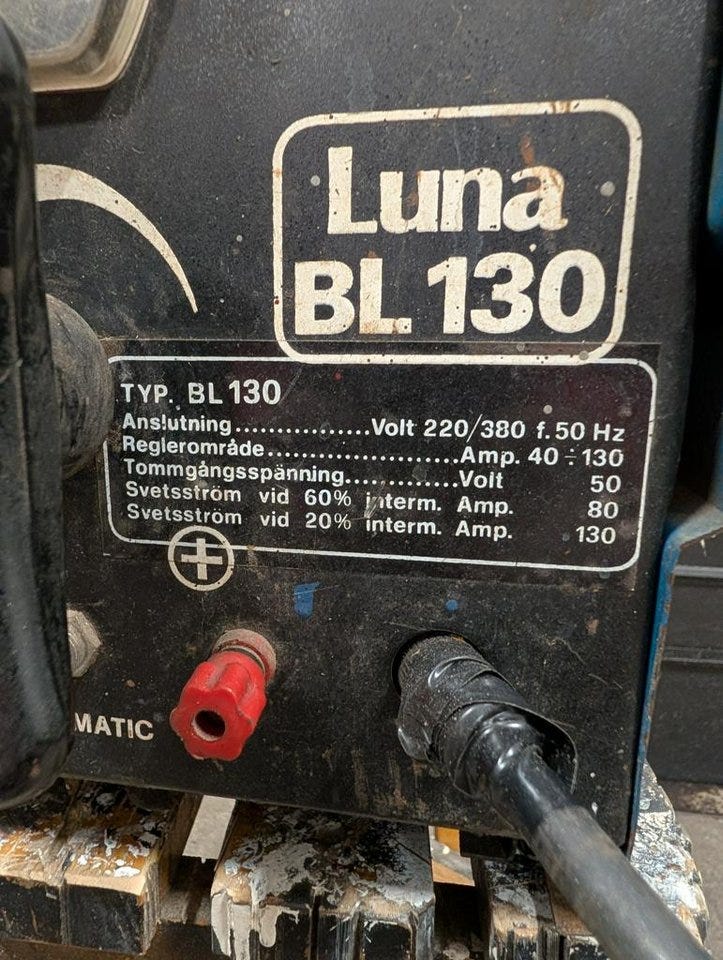 Luna
BL 130
TYP. BL 130
Anslutning...............Volt 220/380 f. 50 Hz
Reglerområde.....................Amp. 40÷130
Tommgångsspänning............Volt 50
Svetsström vid 60% interm. Amp. 80
Svetsström vid 20% interm. Amp. 130
+
MATIC